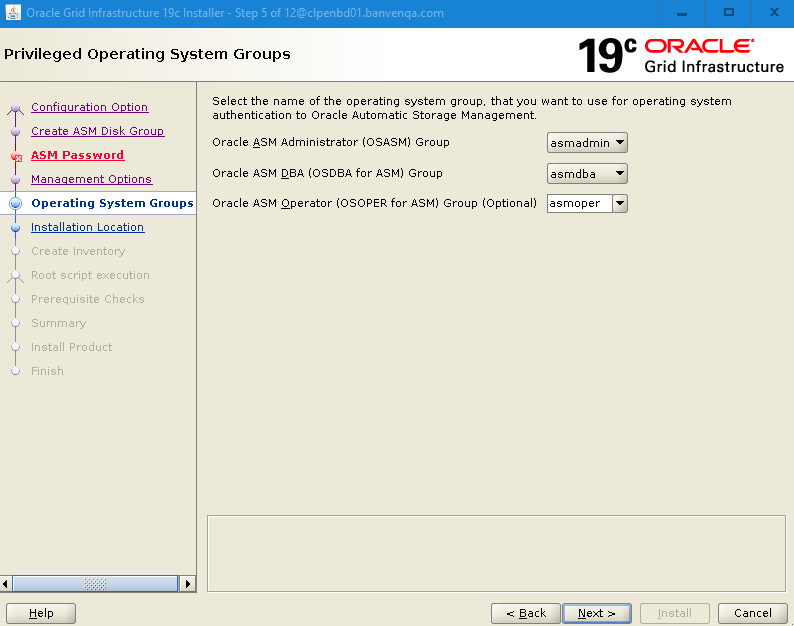 Oracle Grid Infrastructure 19c Installer - Step 5 of 12@clpenbd01.banvenqa.com
Privileged Operating System Groups
19c ORACLE
Grid Infrastructure
Configuration Option
Create ASM Disk Group
ASM Password
Management Options
Operating System Groups
Installation Location
Create Inventory
Root script execution
Prerequisite Checks
Summary
Install Product
Finish
Select the name of the operating system group, that you want to use for operating system
authentication to Oracle Automatic Storage Management.
Oracle ASM Administrator (OSASM) Group asmadmin
Oracle ASM DBA (OSDBA for ASM) Group asmdba
Oracle ASM Operator (OSOPER for ASM) Group (Optional) asmoper
Help < Back Next > Install Cancel